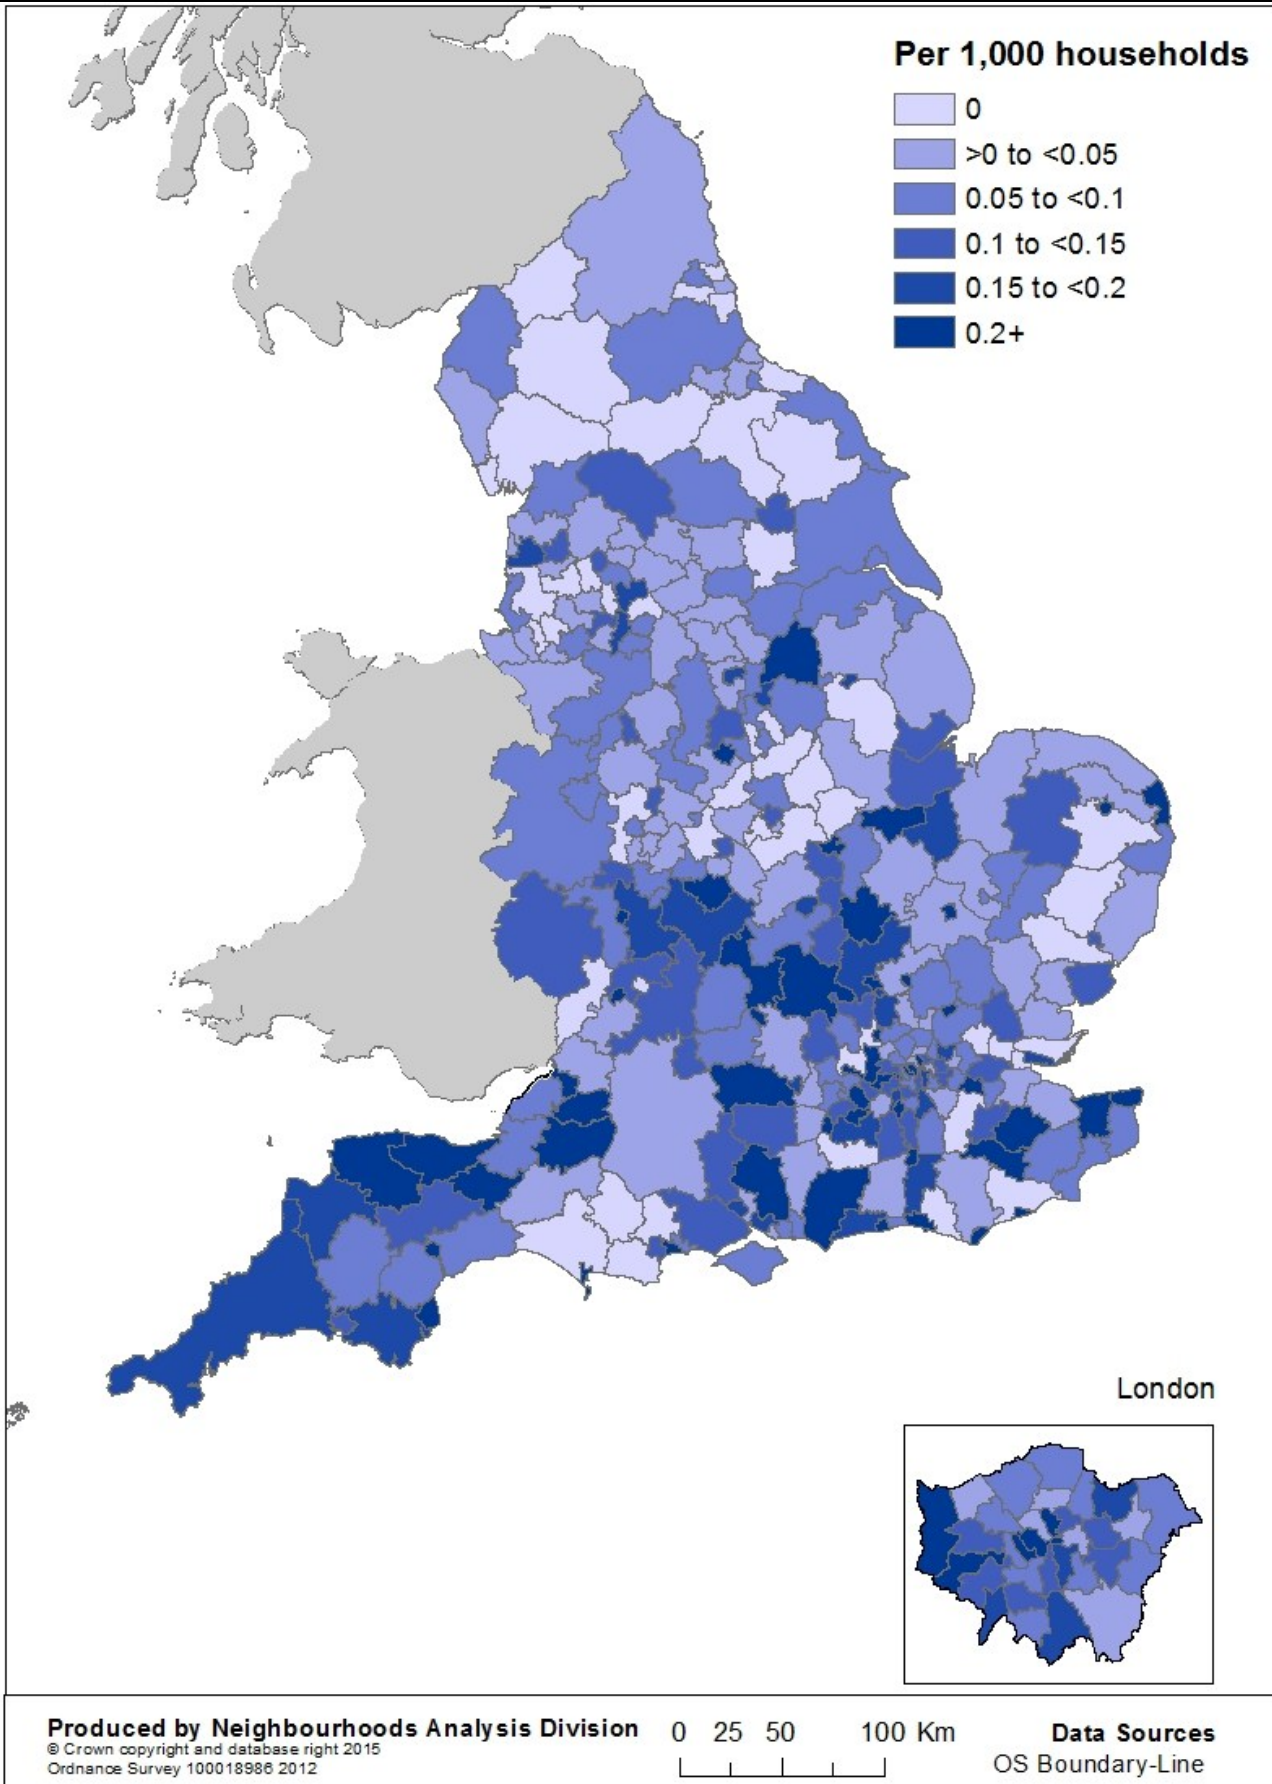 Per 1,000 households
0
>0 to <0.05
0.05 to <0.1
0.1 to <0.15
0.15 to <0.2
0.2+
London
Produced by Neighbourhoods Analysis Division
© Crown copyright and database right 2015
Ordnance Survey 100018986 2012
0 25 50 100 Km
Data Sources
OS Boundary-Line